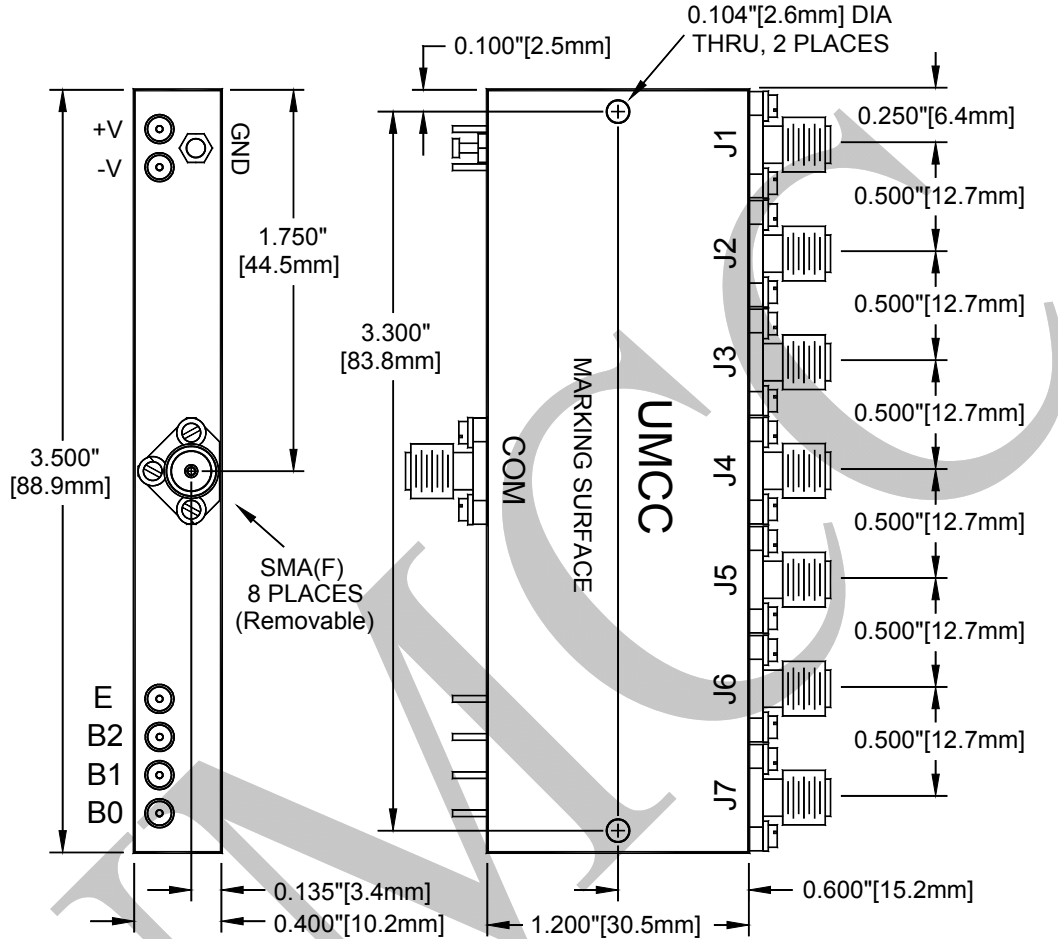 0.104"[2.6mm] DIA
THRU, 2 PLACES
0.100"[2.5mm]
+V
-V
GND
1.750"
[44.5mm]
3.500"
[88.9mm]
SMA(F)
8 PLACES
(Removable)
E
B2
B1
B0
0.135"[3.4mm]
0.400"[10.2mm]
3.300"
[83.8mm]
COM
MARKING SURFACE
UMCC
J1
J2
J3
J4
J5
J6
J7
0.250"[6.4mm]
0.500"[12.7mm]
0.500"[12.7mm]
0.500"[12.7mm]
0.500"[12.7mm]
0.500"[12.7mm]
0.500"[12.7mm]
0.600"[15.2mm]
1.200"[30.5mm]
MCC